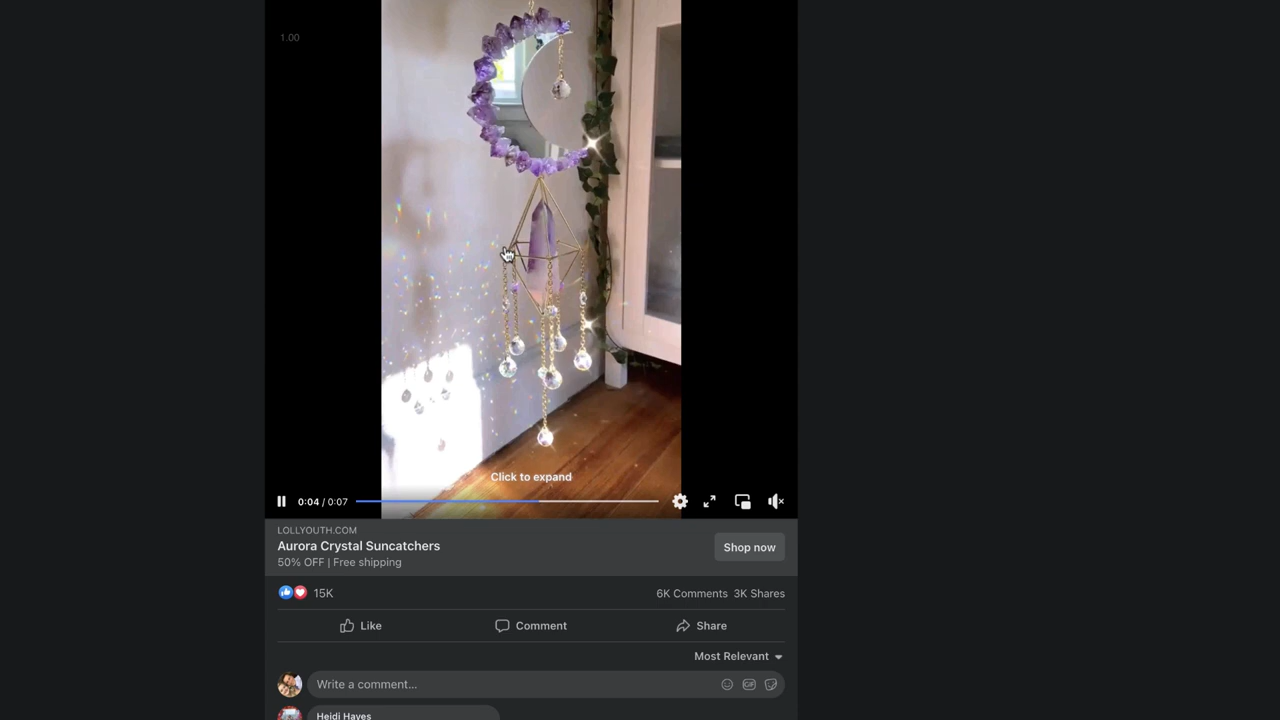 1.00
Click to expand
0:04 / 0:07
LOLLYOUTH.COM
Aurora Crystal Suncatchers
Shop now
50% OFF | Free shipping
15K
6K Comments 3K Shares
Like
Comment
Share
Most Relevant
Write a comment...
GIF
Heidi Hayes